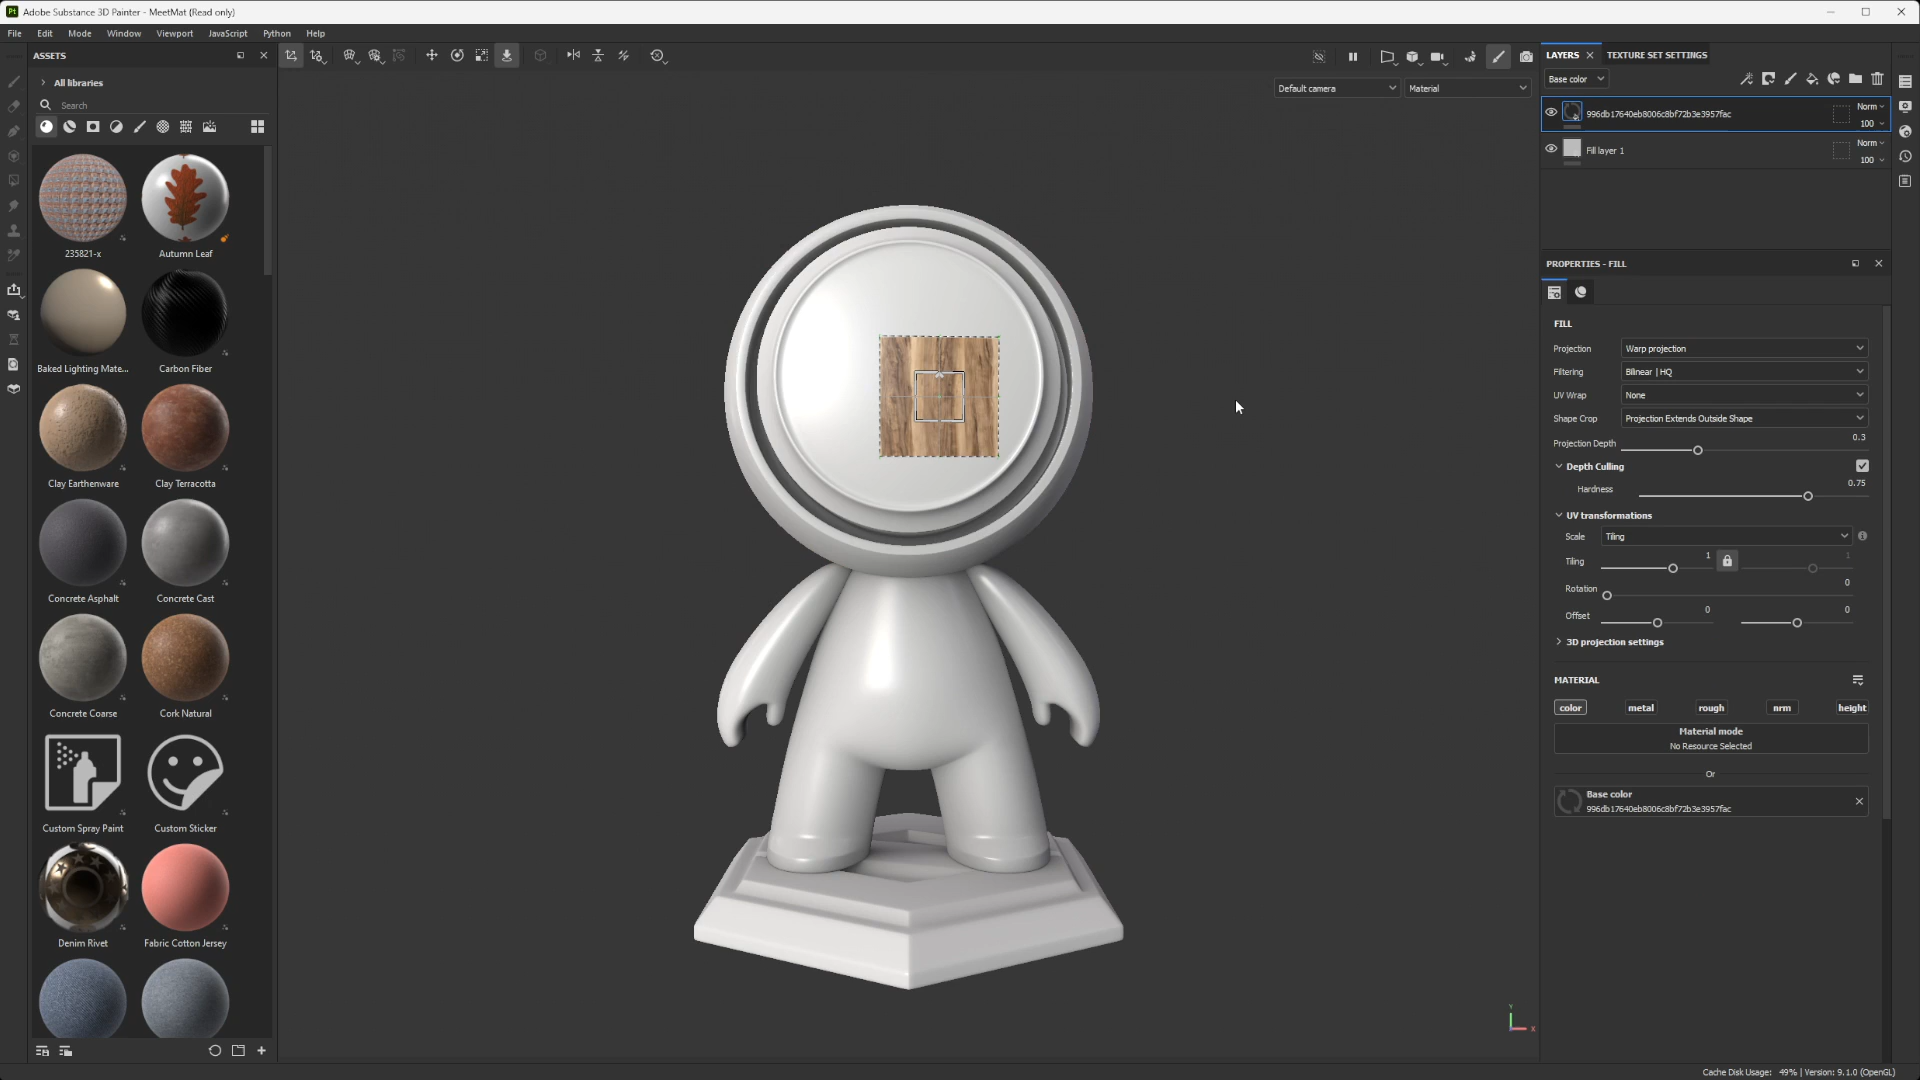 Pt Adobe Substance 3D Painter - MeetMat (Read only)
File Edit Mode Window Viewport JavaScript Python Help
ASSETS
All libraries
Search
235821-x Autumn Leaf
Baked Lighting Mate... Carbon Fiber
Clay Earthenware Clay Terracotta
Concrete Asphalt Concrete Cast
Concrete Coarse Cork Natural
Custom Spray Paint Custom Sticker
Denim Rivet Fabric Cotton Jersey
Default camera Material
Y
X
LAYERS TEXTURE SET SETTINGS
Base color
996db17640eb8006c8bf72b3e3957fac Norm
100
Fill layer 1 Norm
100
PROPERTIES - FILL
FILL
Projection Warp projection
Filtering Bilinear | HQ
UV Wrap None
Shape Crop Projection Extends Outside Shape
Projection Depth 0.3
Depth Culling
Hardness 0.75
UV transformations
Scale Tiling
Tiling 1 1
Rotation 0
Offset 0 0
3D projection settings
MATERIAL
color metal rough nrm height
Material mode
No Resource Selected
Or
Base color
996db17640eb8006c8bf72b3e3957fac
Cache Disk Usage: 49% | Version: 9.1.0 (OpenGL)